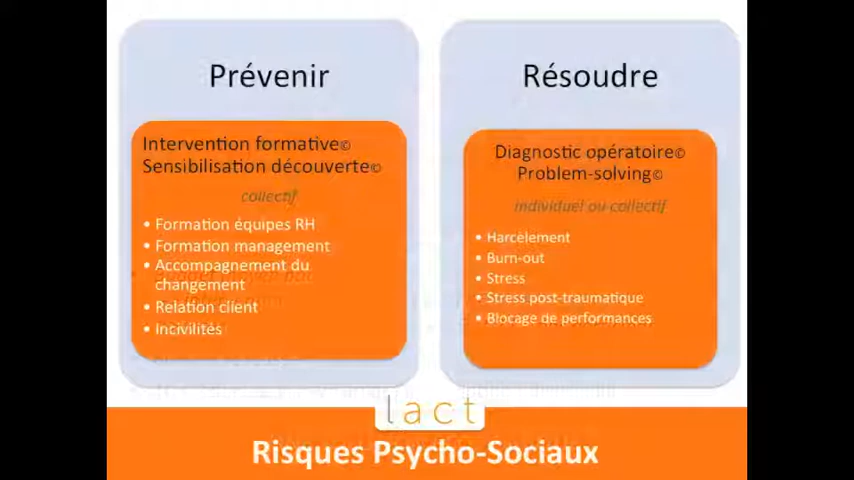 Prévenir
Intervention formative©
Sensibilisation découverte©
collectif
• Formation équipes RH
• Formation management
• Accompagnement du
changement
• Relation client
• Incivilités
Résoudre
Diagnostic opératoire©
Problem-solving©
individuel ou collectif
• Harcèlement
• Burn-out
• Stress
• Stress post-traumatique
• Blocage de performances
lact
Risques Psycho-Sociaux